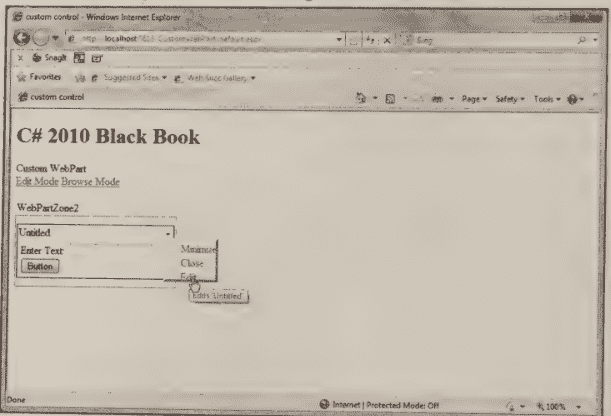 custom control - Windows Internet Explorer
http localhost
Bing
x Snagit
Favorites Suggested Sites Web Slice Gallery
custom control Page Safety Tools
C# 2010 Black Book
Custom WebPart
Edit Mode Browse Mode
WebPartZone2
Untitled
Enter Text
Minimize
Button
Close
Edit
Edits 'Untitled'
Done Internet | Protected Mode: Off 100%